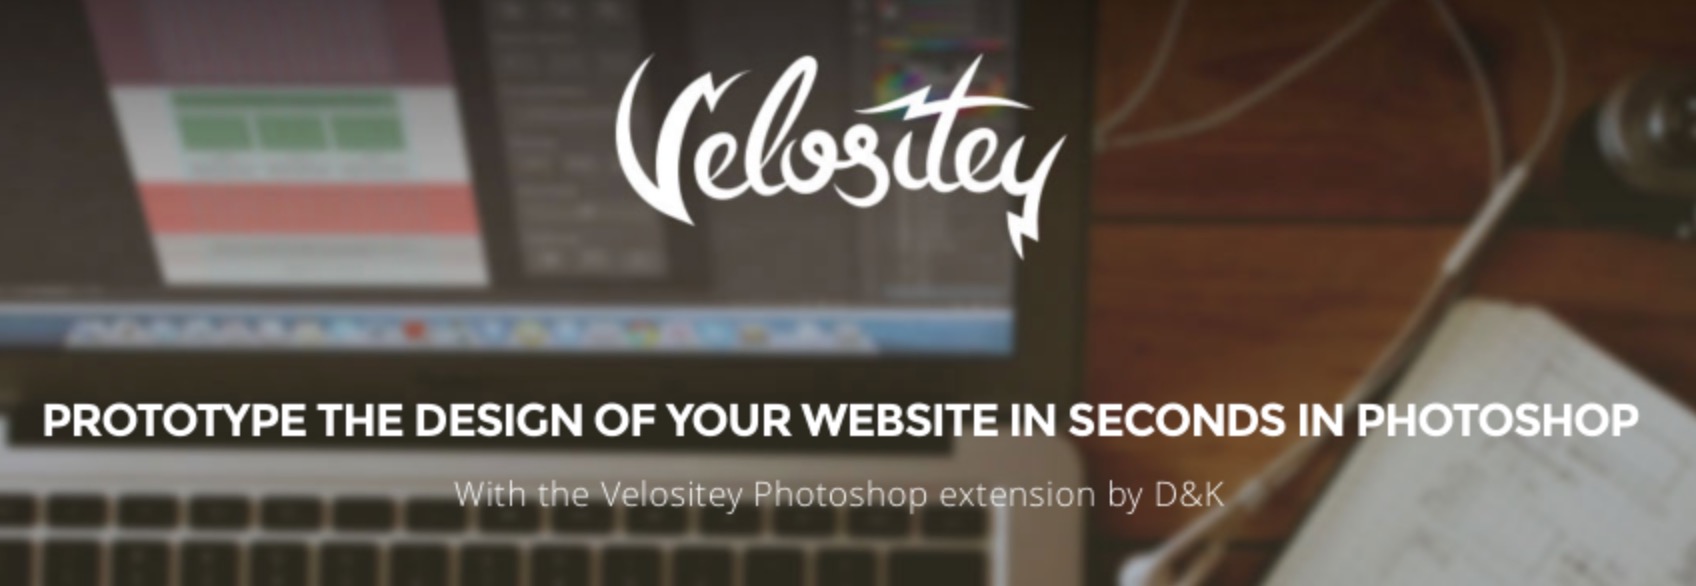 Velositey
PROTOTYPE THE DESIGN OF YOUR WEBSITE IN SECONDS IN PHOTOSHOP
With the Velositey Photoshop extension by D&K